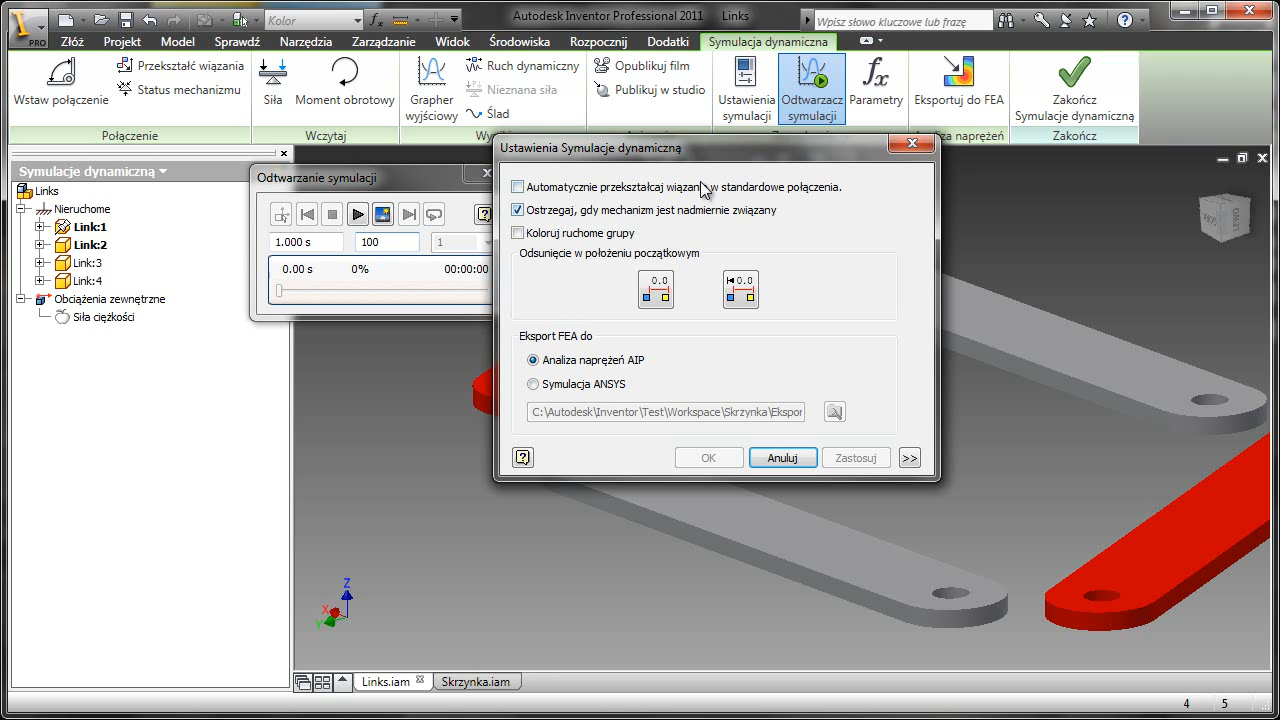 Autodesk Inventor Professional 2011 Links
Kolor
Wpisz słowo kluczowe lub frazę
PRO
Złóż Projekt Model Sprawdź Narzędzia Zarządzanie Widok Środowiska Rozpocznij Dodatki Symulacja dynamiczna
Wstaw połączenie
Przekształć wiązania
Status mechanizmu
Siła
Moment obrotowy
Grapher wyjściowy
Ruch dynamiczny
Nieznana siła
Ślad
Opublikuj film
Publikuj w studio
Ustawienia symulacji
Odtwarzacz symulacji
Parametry
Eksportuj do FEA
Zakończ Symulację dynamiczną
Połączenie
Wczytaj
naprężeń
Zakończ
Symulacje dynamiczną
Links
Nieruchome
Link:1
Link:2
Link:3
Link:4
Obciążenia zewnętrzne
Siła ciężkości
Odtwarzanie symulacji
1.000 s 100 1
0.00 s 0% 00:00:00
Ustawienia Symulacje dynamiczną
Automatycznie przekształcaj w standardowe połączenia.
Ostrzegaj, gdy mechanizm jest nadmiernie związany
Koloruj ruchome grupy
Odsunięcie w położeniu początkowym
0.0 0.0
Eksport FEA do
Analiza naprężeń AIP
Symulacja ANSYS
C:\Autodesk\Inventor\Test\Workspace\Skrzynka\Ekspor
OK Anuluj Zastosuj >>
Z
X
Y
Links.iam Skrzynka.iam
4 5